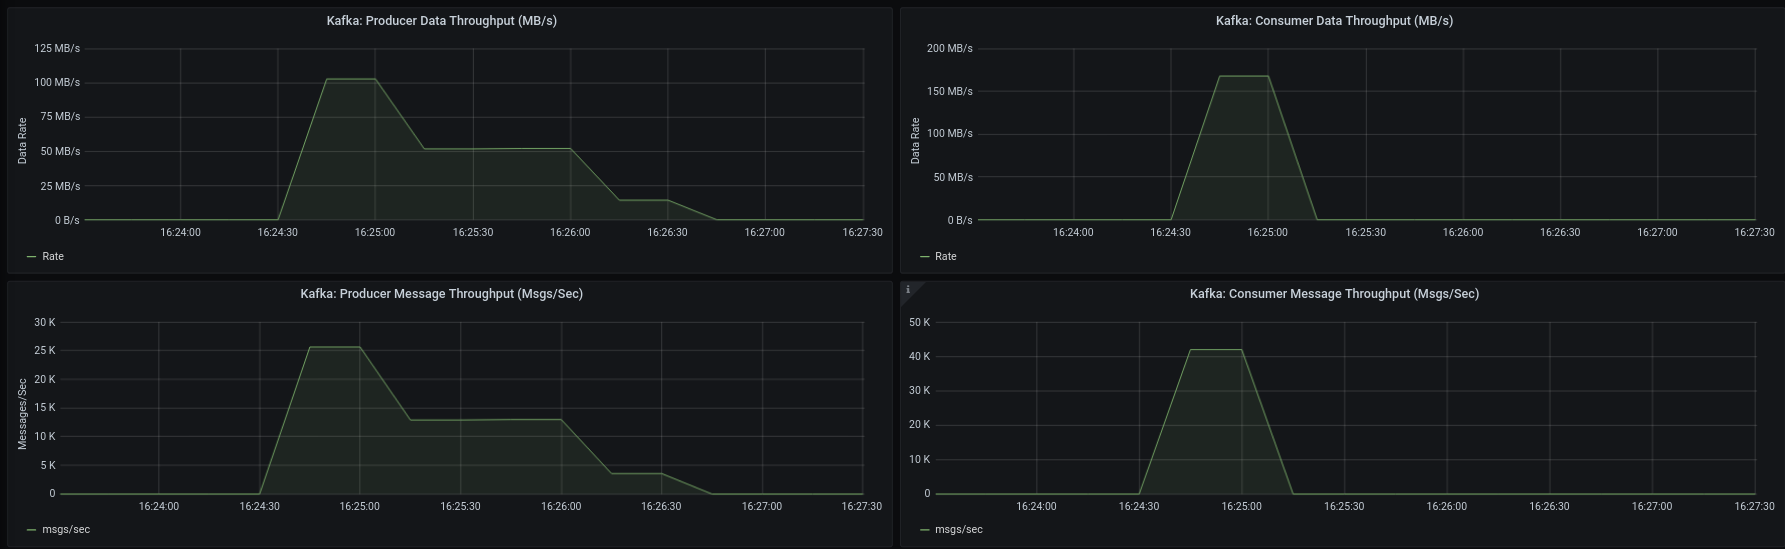 Kafka: Producer Data Throughput (MB/s)
125 MB/s
100 MB/s
75 MB/s
50 MB/s
25 MB/s
0 B/s
Data Rate
16:24:00 16:24:30 16:25:00 16:25:30 16:26:00 16:26:30 16:27:00 16:27:30
Rate
Kafka: Consumer Data Throughput (MB/s)
200 MB/s
150 MB/s
100 MB/s
50 MB/s
0 B/s
Data Rate
16:24:00 16:24:30 16:25:00 16:25:30 16:26:00 16:26:30 16:27:00 16:27:30
Rate
Kafka: Producer Message Throughput (Msgs/Sec)
30 K
25 K
20 K
15 K
10 K
5 K
0
Messages/Sec
16:24:00 16:24:30 16:25:00 16:25:30 16:26:00 16:26:30 16:27:00 16:27:30
msgs/sec
i
Kafka: Consumer Message Throughput (Msgs/Sec)
50 K
40 K
30 K
20 K
10 K
0
16:24:00 16:24:30 16:25:00 16:25:30 16:26:00 16:26:30 16:27:00 16:27:30
msgs/sec